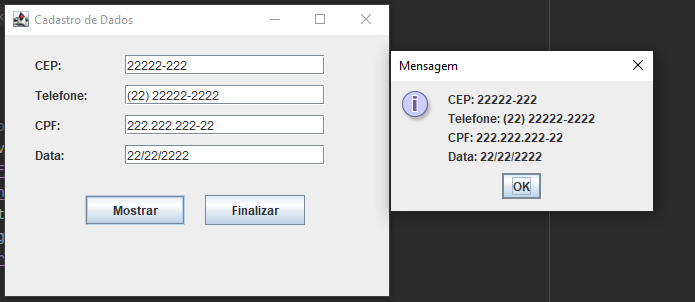 Cadastro de Dados
CEP: 22222-222
Telefone: (22) 22222-2222
CPF: 222.222.222-22
Data: 22/22/2222
Mostrar Finalizar
Mensagem
CEP: 22222-222
Telefone: (22) 22222-2222
CPF: 222.222.222-22
Data: 22/22/2222
OK